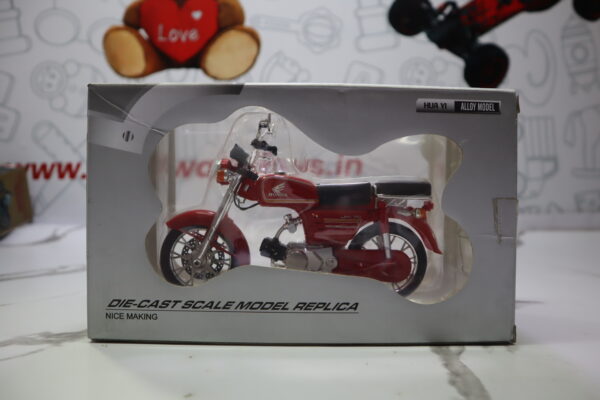 Love
HUA YI ALLOY MODEL
HONDA
DIE-CAST SCALE MODEL REPLICA
NICE MAKING